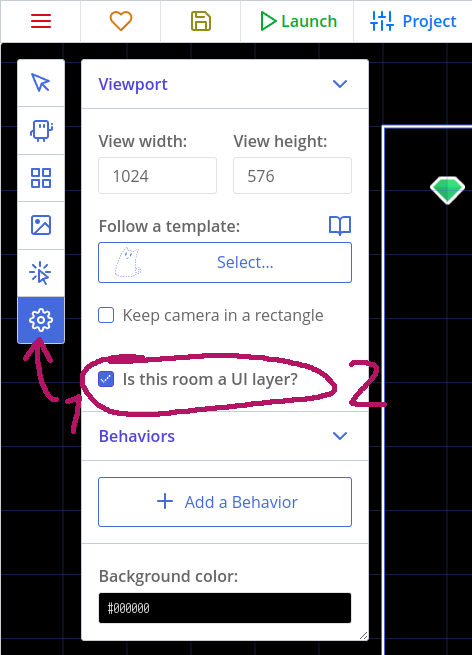 Launch Project
Viewport
View width: View height:
1024 576
Follow a template:
Select...
Keep camera in a rectangle
Is this room a UI layer?
1 2
Behaviors
Add a Behavior
Background color:
#000000